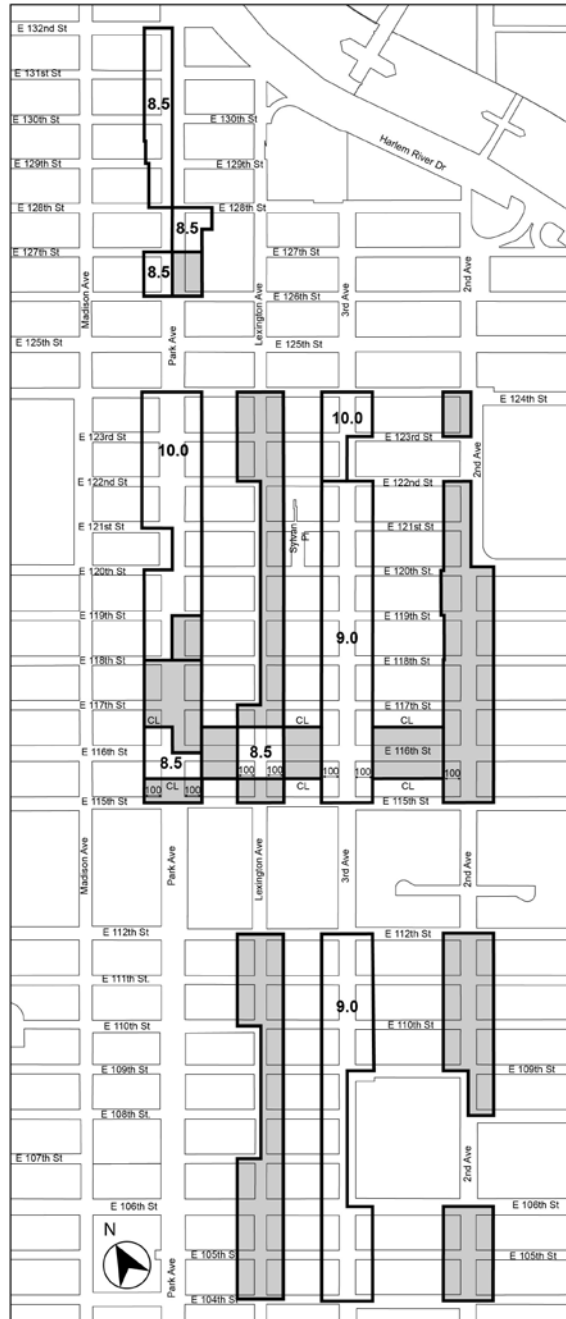 E 132nd St
E 131st St
8.5
E 130th St
E 130th St
Harlem River Dr
E 129th St
E 129th St
E 128th St
E 128th St
8.5
E 127th St
E 127th St
8.5
E 126th St
Madison Ave
Park Ave
Lexington Ave
3rd Ave
2nd Ave
E 125th St
E 125th St
E 124th St
10.0
E 123rd St
E 123rd St
10.0
2nd Ave
E 122nd St
E 122nd St
E 121st St
E 121st St
Sylvan Pl
E 120th St
E 120th St
E 119th St
E 119th St
9.0
E 118th St
E 118th St
E 117th St
E 117th St
CL
CL
CL
E 116th St
8.5
8.5
E 116th St
100
100
100
100
100
100
100
CL
CL
CL
E 115th St
E 115th St
Madison Ave
Park Ave
Lexington Ave
3rd Ave
2nd Ave
E 112th St
E 112th St
E 111th St.
9.0
E 110th St
E 110th St
E 109th St
E 109th St
E 108th St.
E 107th St
2nd Ave
E 106th St
E 106th St
N
E 105th St
E 105th St
Park Ave
E 104th St